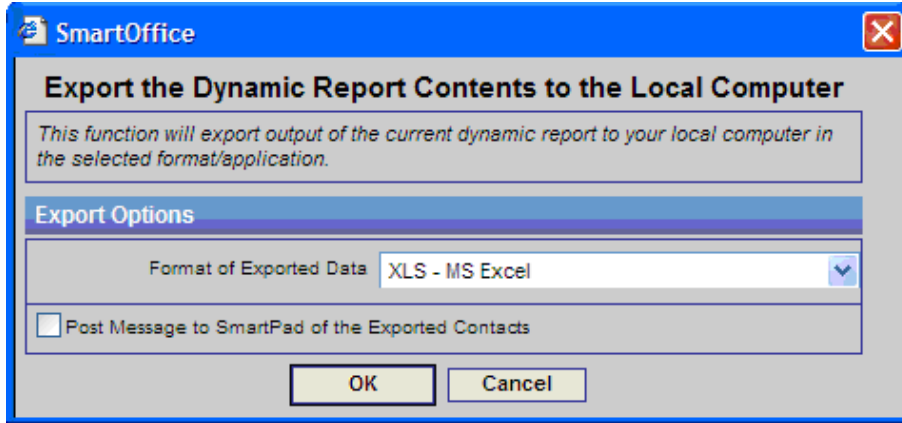 SmartOffice
Export the Dynamic Report Contents to the Local Computer
This function will export output of the current dynamic report to your local computer in
the selected format/application.
Export Options
Format of Exported Data XLS - MS Excel
Post Message to SmartPad of the Exported Contacts
OK Cancel